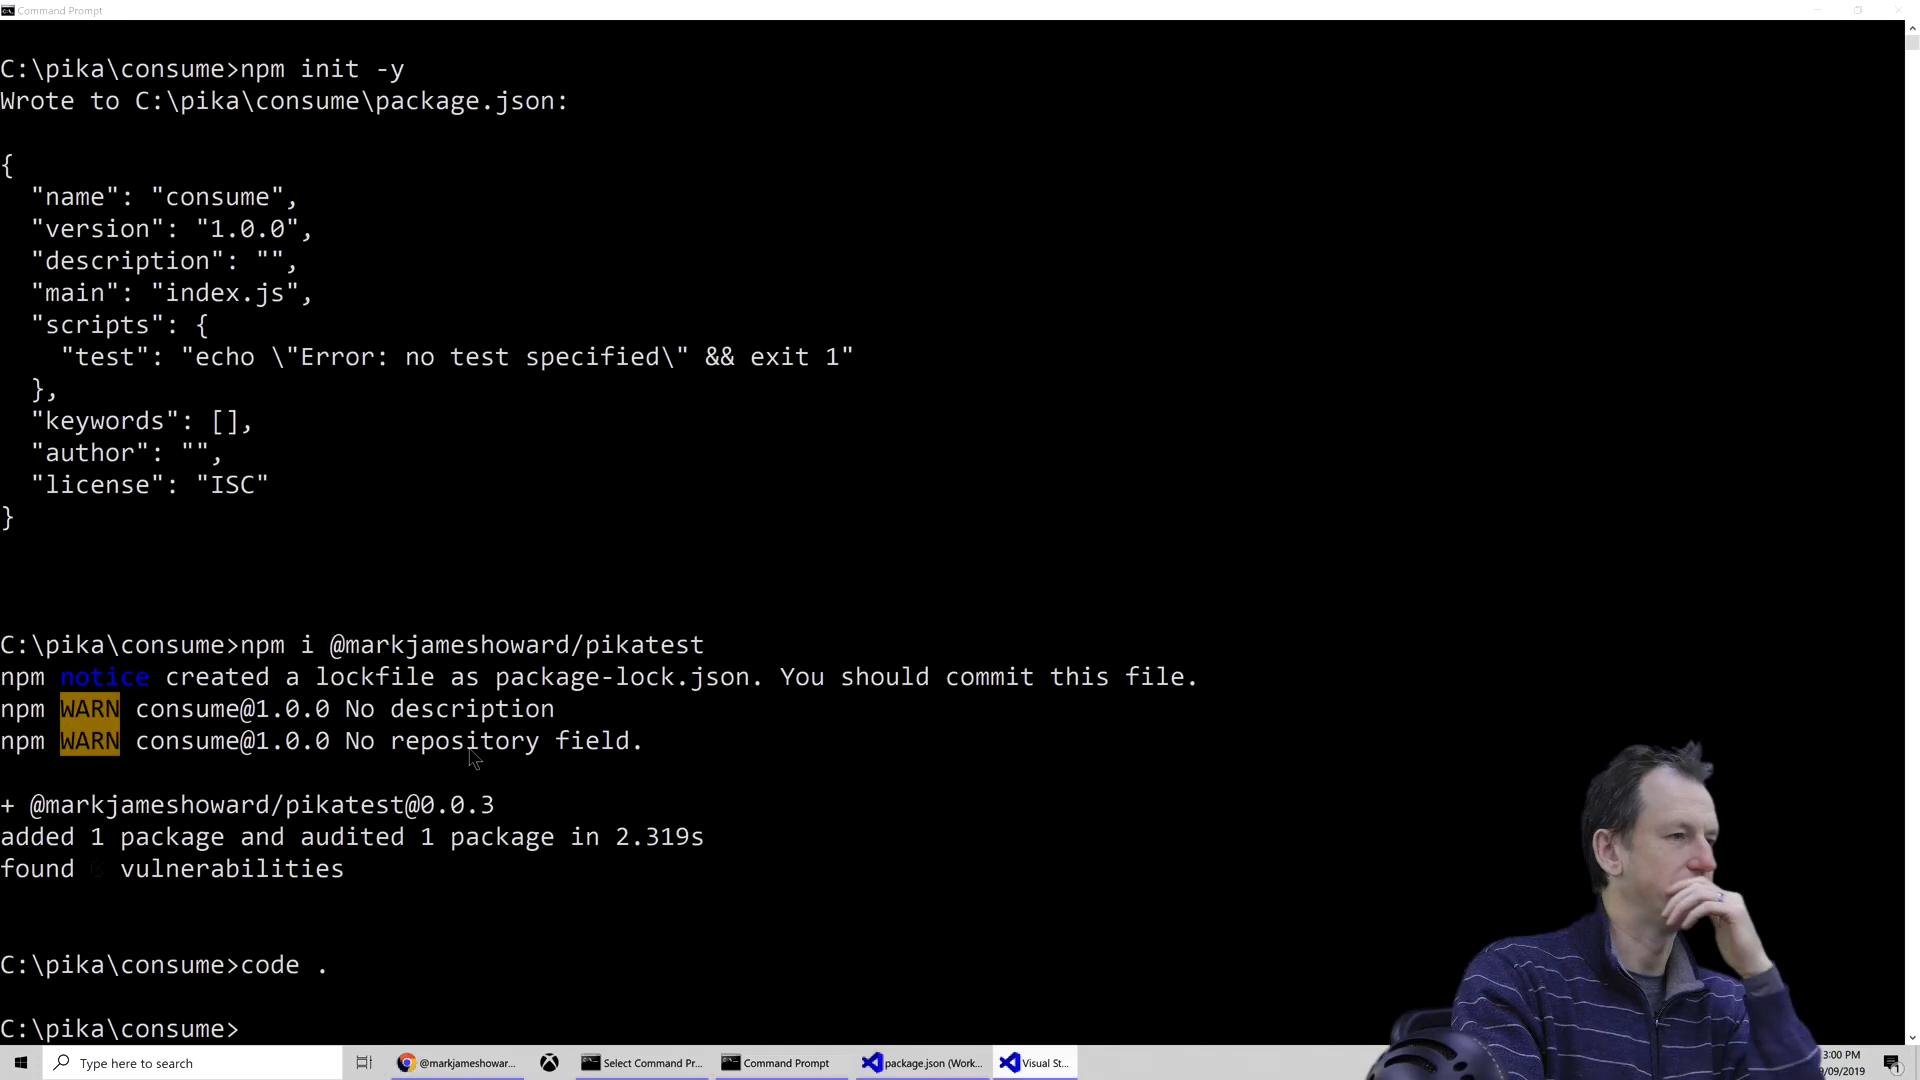 Command Prompt
C:\pika\consume>npm init -y
Wrote to C:\pika\consume\package.json:
{
"name": "consume",
"version": "1.0.0",
"description": "",
"main": "index.js",
"scripts": {
"test": "echo \"Error: no test specified\" && exit 1"
},
"keywords": [],
"author": "",
"license": "ISC"
}
C:\pika\consume>npm i @markjameshoward/pikatest
npm notice created a lockfile as package-lock.json. You should commit this file.
npm WARN consume@1.0.0 No description
npm WARN consume@1.0.0 No repository field.
+ @markjameshoward/pikatest@0.0.3
added 1 package and audited 1 package in 2.319s
found vulnerabilities
C:\pika\consume>code .
C:\pika\consume>
Type here to search
@markjameshowar...
Select Command Pr...
Command Prompt
package.json (Work...
Visual St...
3:00 PM
/09/2019